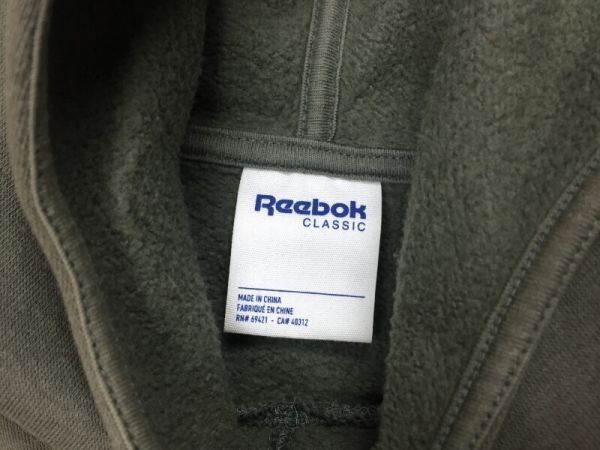 Reebok
CLASSIC
MADE IN CHINA
FABRIQUÉ EN CHINE
RN# 69421 - CA# 40312